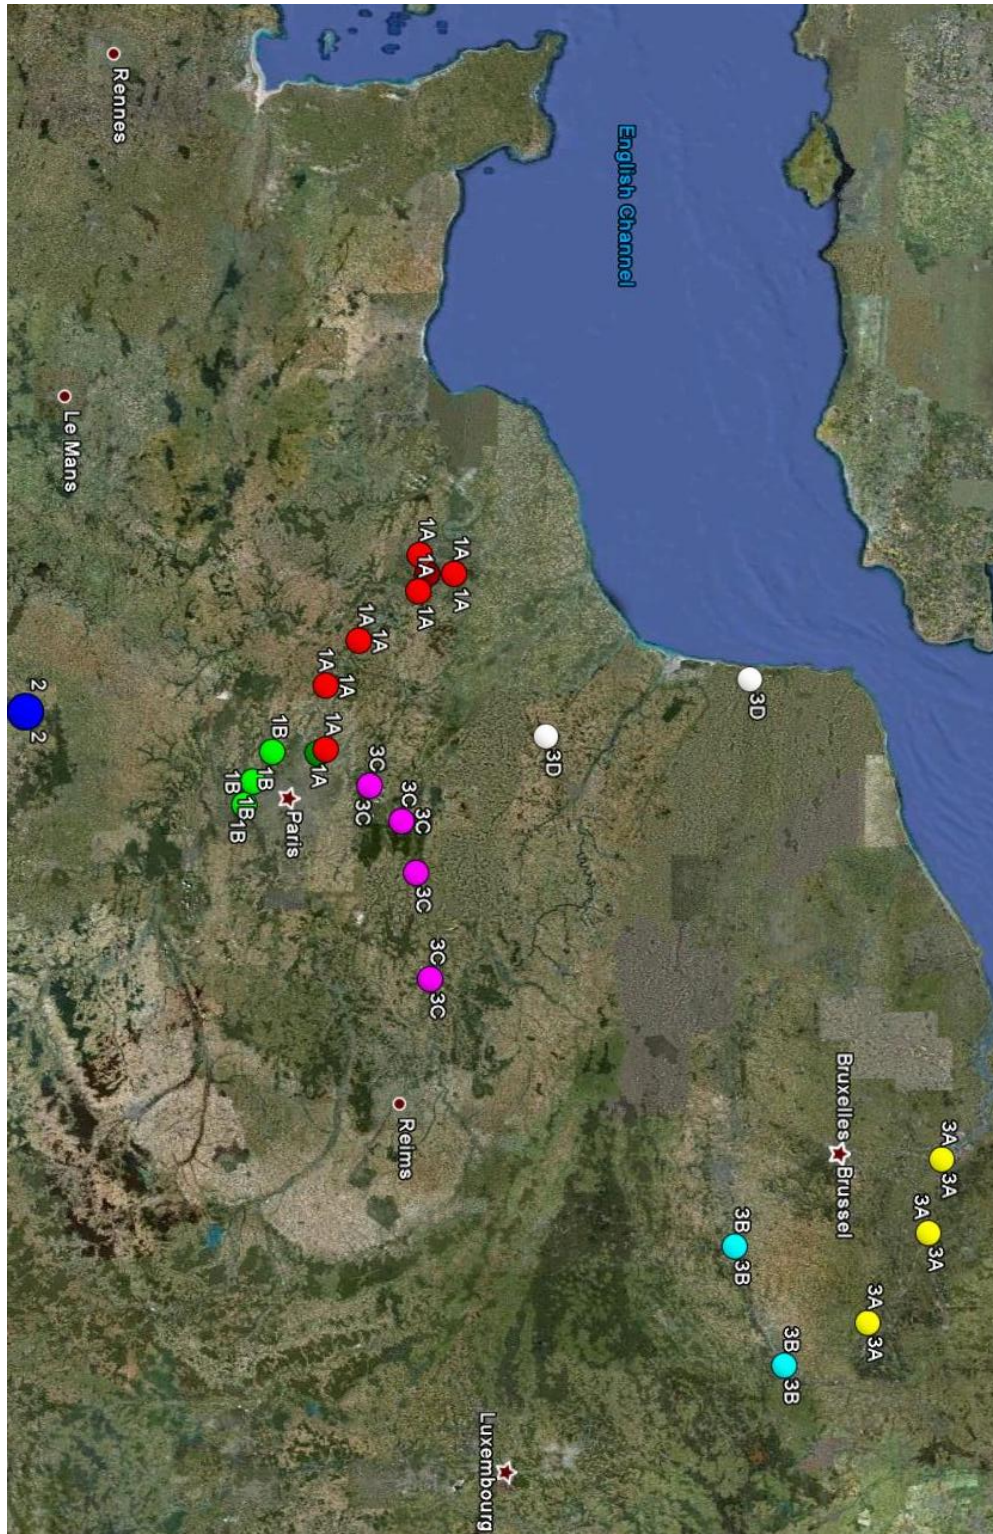 3A 3A
3A 3A
3A 3A
Bruxelles Brussel
3B 3B
3D
3B 3B
English Channel
3D
Luxembourg
1A 1A
3C 3C
1A 1A 1A
3C
3C 3C
Reims
3C 3C
1A 1A
1A 1A
1A 1A
Paris
1B 1B
1B 1B 1B
Rennes
Le Mans
2 2